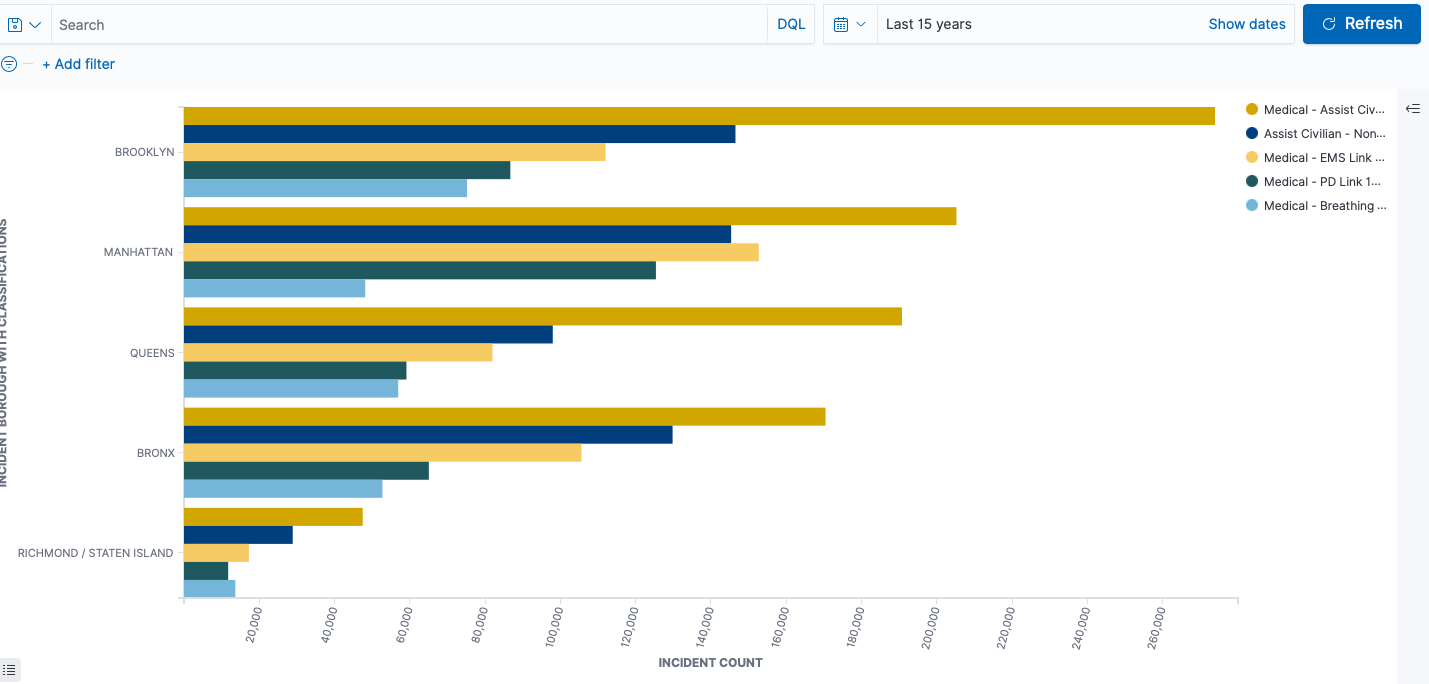 Search
DQL
Last 15 years
Show dates
Refresh
+ Add filter
INCIDENT BOROUGH WITH CLASSIFICATIONS
BROOKLYN
MANHATTAN
QUEENS
BRONX
RICHMOND / STATEN ISLAND
20,000
40,000
60,000
80,000
100,000
120,000
140,000
160,000
180,000
200,000
220,000
240,000
260,000
INCIDENT COUNT
Medical - Assist Civ...
Assist Civilian - Non...
Medical - EMS Link ...
Medical - PD Link 1...
Medical - Breathing ...